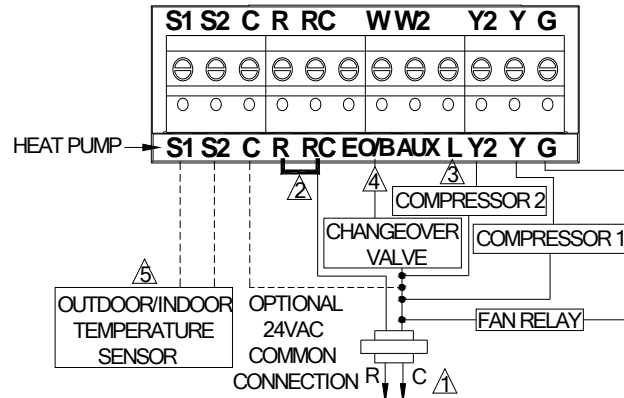 S1 S2 C R RC W W2 Y2 Y G
HEAT PUMP
S1 S2 C R RC E O/B AUX L Y2 Y G
2
4
3
COMPRESSOR 2
CHANGEOVER
VALVE
COMPRESSOR 1
5
OUTDOOR/INDOOR
TEMPERATURE
SENSOR
OPTIONAL
24VAC
COMMON
CONNECTION
FAN RELAY
R C 1